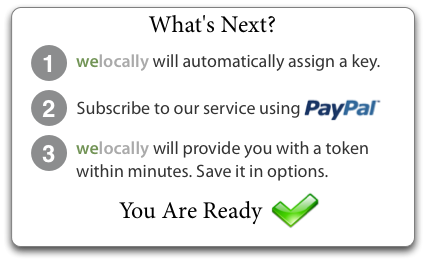 What's Next?
1 welocally will automatically assign a key.
2 Subscribe to our service using PayPal
3 welocally will provide you with a token
within minutes. Save it in options.
You Are Ready